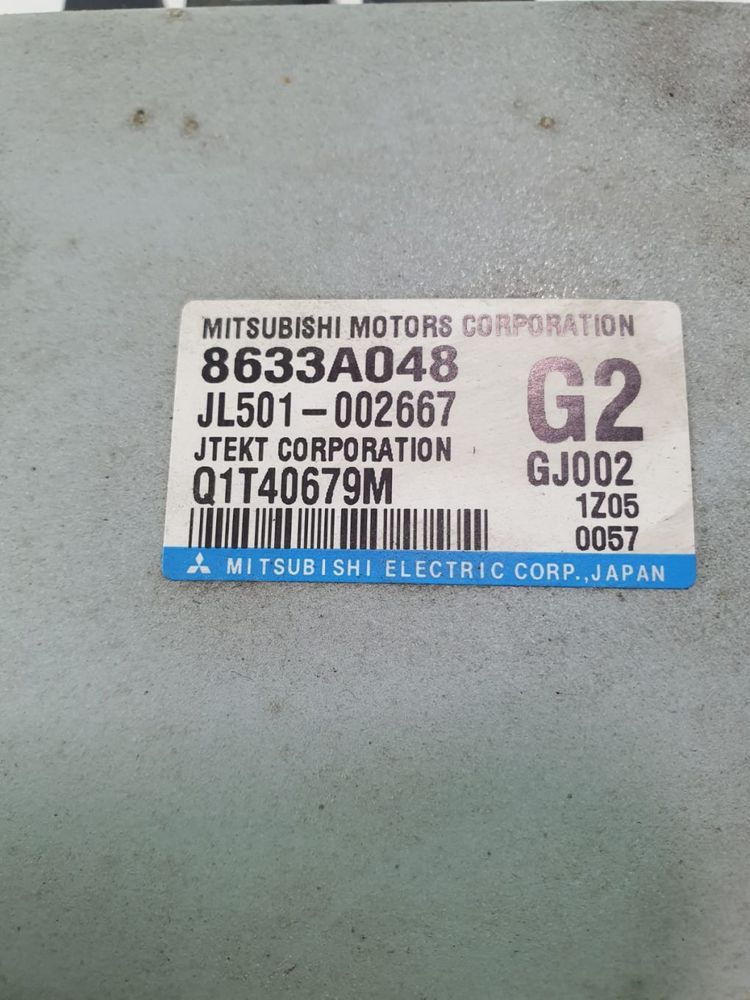 MITSUBISHI MOTORS CORPORATION
8633A048
G2
JL501-002667
JTEKT CORPORATION
GJ002
Q1T40679M
1Z05
0057
MITSUBISHI ELECTRIC CORP., JAPAN